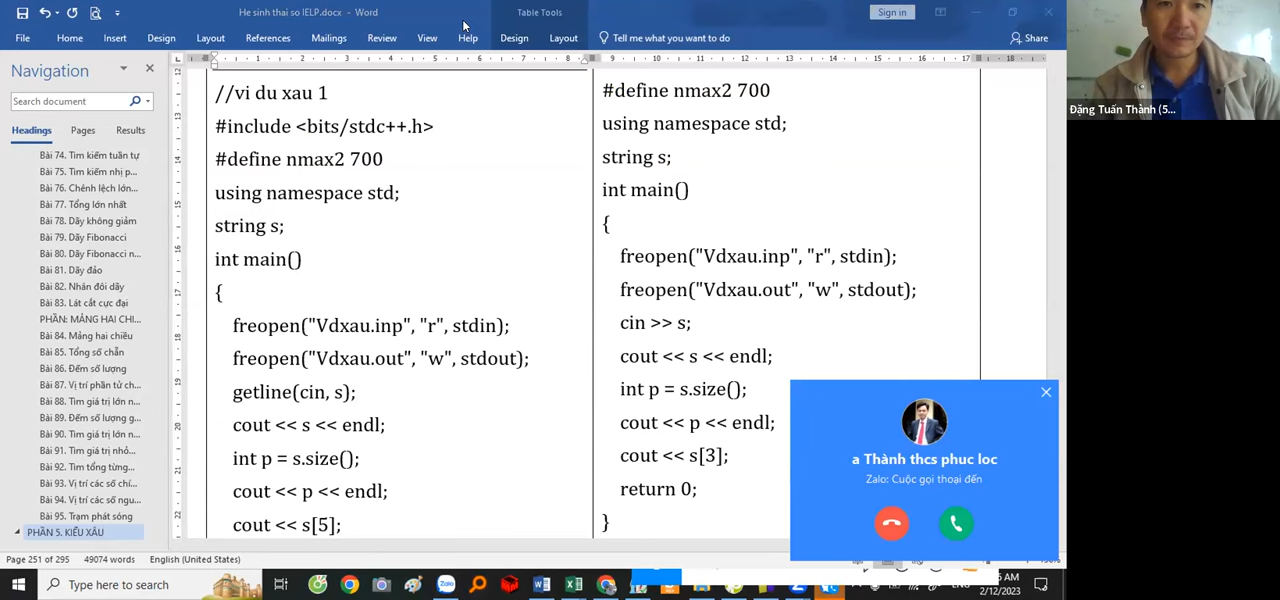 He sinh thai so IELP.docx - Word
Table Tools
Sign in
File
Home
Insert
Design
Layout
References
Mailings
Review
View
Help
Design
Layout
Tell me what you want to do
Share
Navigation
Search document
Headings
Pages
Results
Bài 74. Tìm kiếm tuần tự
Bài 75. Tìm kiếm nhị p...
Bài 76. Chênh lệch lớn...
Bài 77. Tổng lớn nhất
Bài 78. Dãy không giảm
Bài 79. Dãy Fibonacci
Bài 80. Dãy Fibonacci n...
Bài 81. Dãy đảo
Bài 82. Nhân đôi dãy
Bài 83. Lát cắt cực đại
PHẦN: MẢNG HAI CHI...
Bài 84. Mảng hai chiều
Bài 85. Tổng số chẵn
Bài 86. Đếm số lượng
Bài 87. Vị trí phần tử ch...
Bài 88. Tìm giá trị lớn n...
Bài 89. Đếm số lượng g...
Bài 90. Tìm giá trị lớn n...
Bài 91. Tìm giá trị nhỏ...
Bài 92. Tìm tổng từng...
Bài 93. Vị trí các số chí...
Bài 94. Vị trí các số ngu...
Bài 95. Trạm phát sóng
PHẦN 5. KIỂU XÂU
//vi du xau 1
#include <bits/stdc++.h>
#define nmax2 700
using namespace std;
string s;
int main()
{
freopen("Vdxau.inp", "r", stdin);
freopen("Vdxau.out", "w", stdout);
getline(cin, s);
cout << s << endl;
int p = s.size();
cout << p << endl;
cout << s[5];
#define nmax2 700
using namespace std;
string s;
int main()
{
freopen("Vdxau.inp", "r", stdin);
freopen("Vdxau.out", "w", stdout);
cin >> s;
cout << s << endl;
int p = s.size();
cout << p << endl;
cout << s[3];
return 0;
}
Đặng Tuấn Thành (5...
a Thành thcs phuc loc
Zalo: Cuộc gọi thoại đến
Page 251 of 295
49074 words
English (United States)
Type here to search
2/12/2023